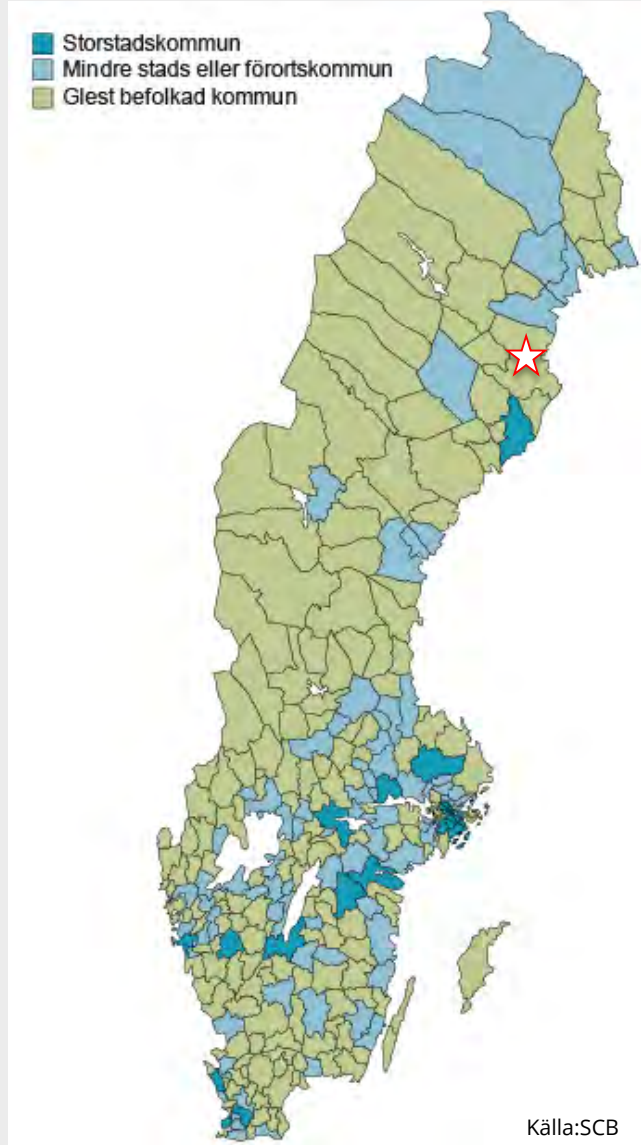 Storstadskommun
Mindre stads eller förortskommun
Glest befolkad kommun
Källa:SCB